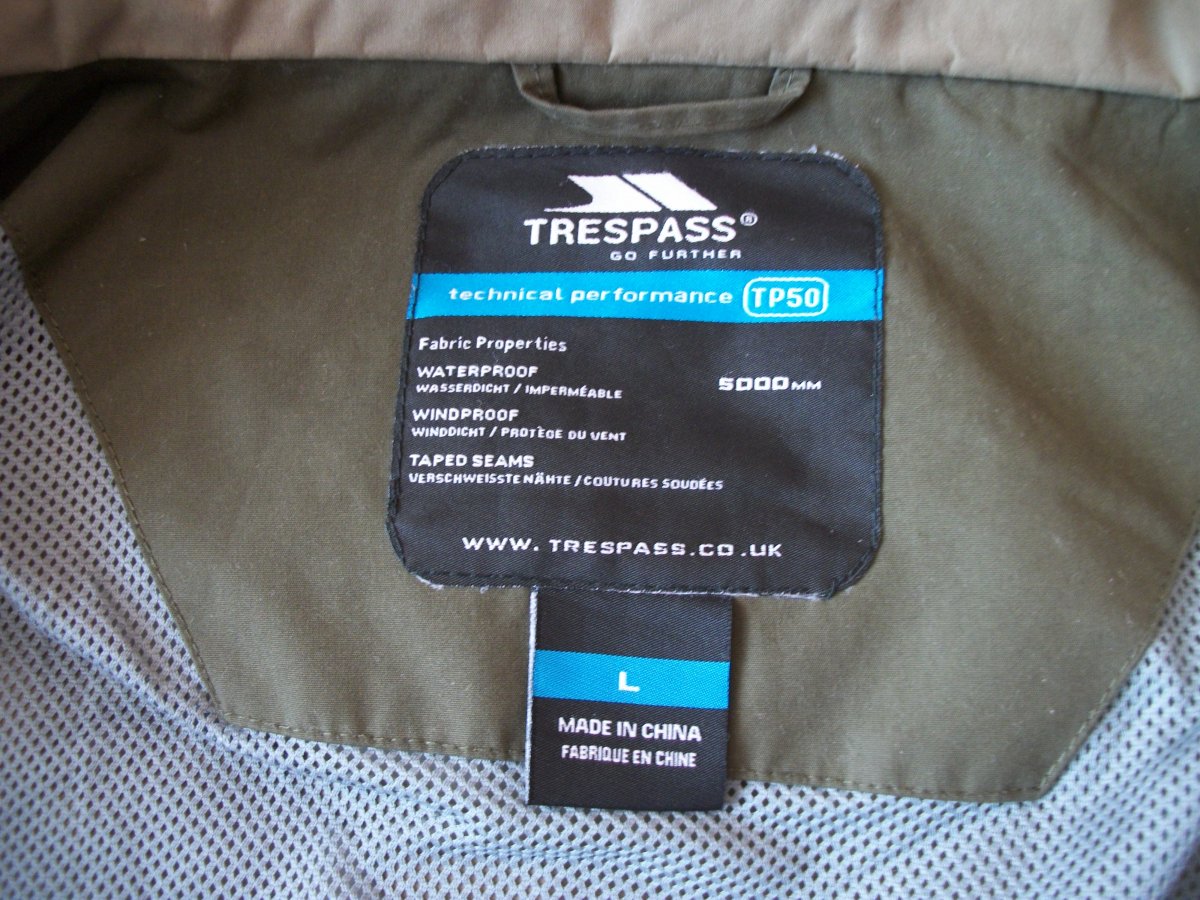 TRESPASS®
GO FURTHER
technical performance TP50
Fabric Properties
WATERPROOF 5000MM
WASSERDICHT / IMPERMÉABLE
WINDPROOF
WINDDICHT / PROTÈGE DU VENT
TAPED SEAMS
VERSCHWEISSTE NÄHTE / COUTURES SOUDÉES
WWW.TRESPASS.CO.UK
L
MADE IN CHINA
FABRIQUE EN CHINE